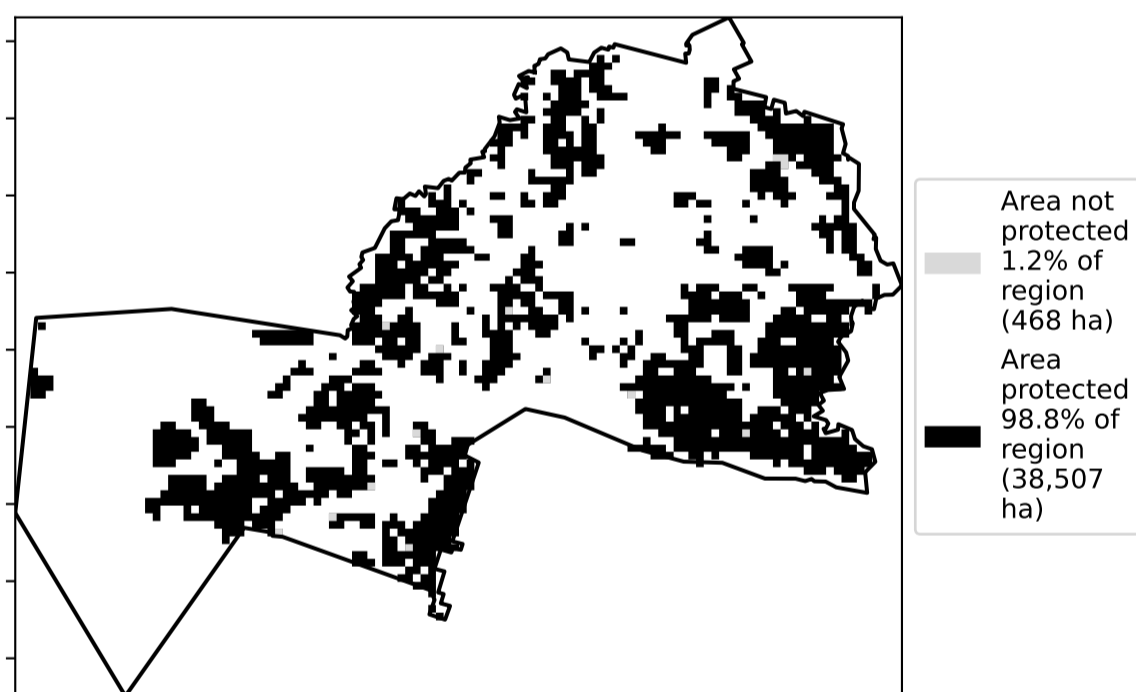 Area not
protected
1.2% of
region
(468 ha)
Area
protected
98.8% of
region
(38,507
ha)